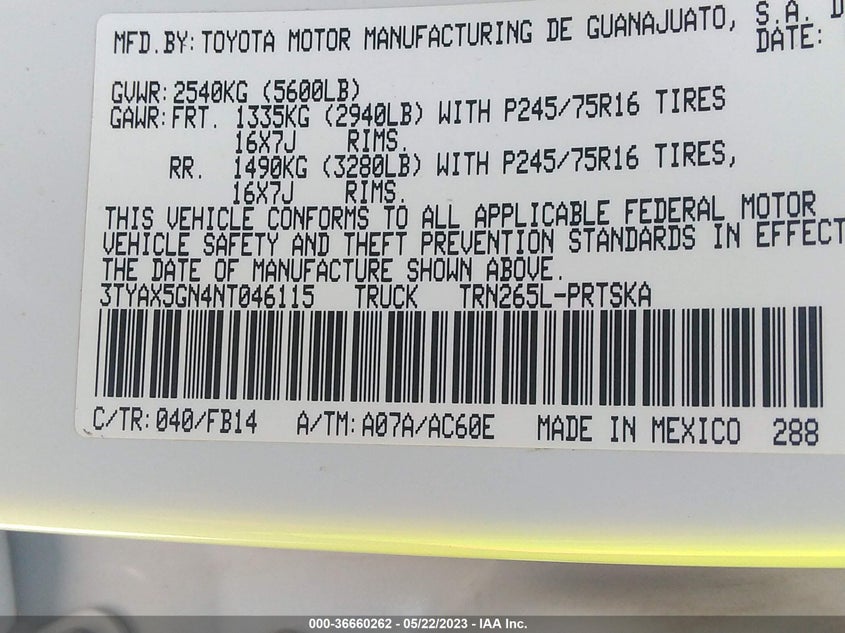 MFD.BY: TOYOTA MOTOR MANUFACTURING DE GUANAJUATO, S.A. D
DATE:
GVWR: 2540KG (5600LB)
GAWR: FRT. 1335KG (2940LB) WITH P245/75R16 TIRES
16X7J RIMS.
RR. 1490KG (3280LB) WITH P245/75R16 TIRES,
16X7J RIMS.
THIS VEHICLE CONFORMS TO ALL APPLICABLE FEDERAL MOTOR
VEHICLE SAFETY AND THEFT PREVENTION STANDARDS IN EFFECT
THE DATE OF MANUFACTURE SHOWN ABOVE.
3TYAX5GN4NT046115 TRUCK TRN265L-PRTSKA
C/TR: 040/FB14 A/TM: A07A/AC60E MADE IN MEXICO 288
000-36660262 - 05/22/2023 - IAA Inc.